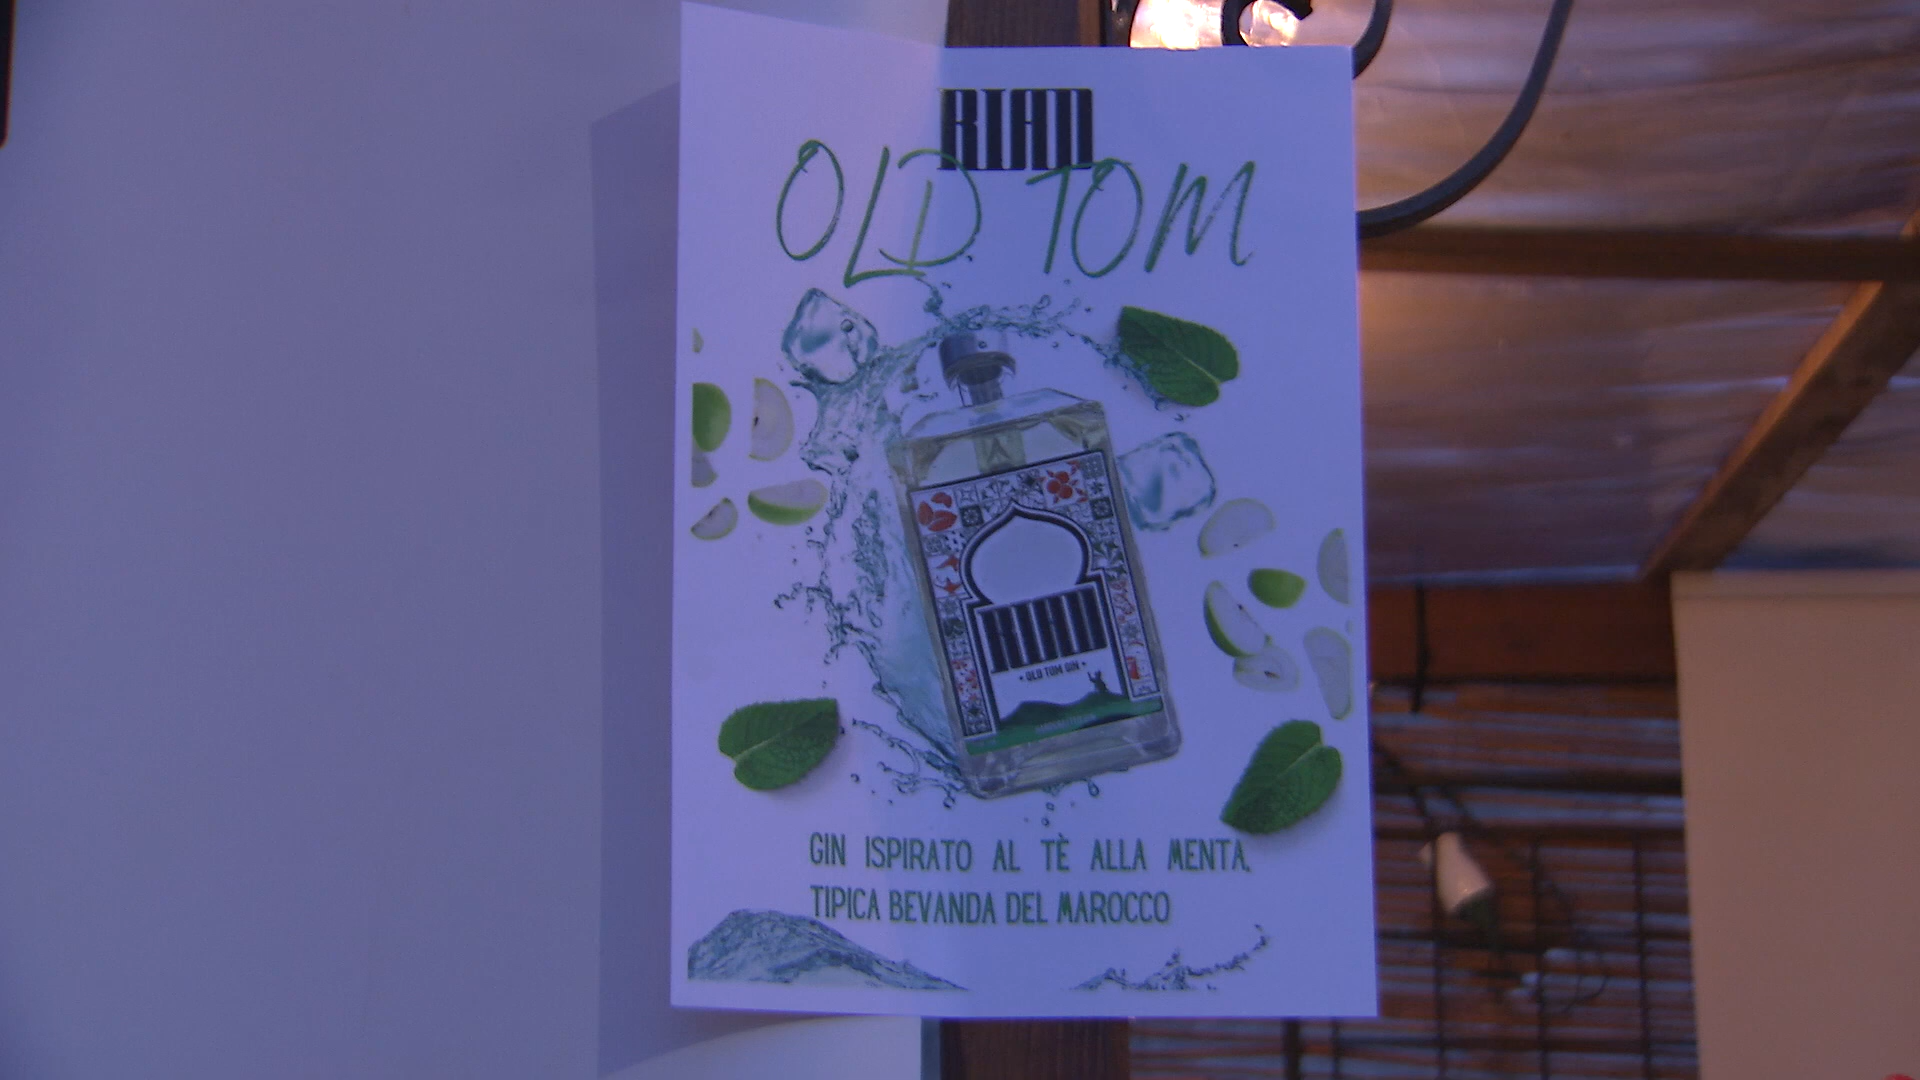 RIAD
OLD TOM
RIAD
• OLD TOM GIN •
GIN ISPIRATO AL TÈ ALLA MENTA,
TIPICA BEVANDA DEL MAROCCO